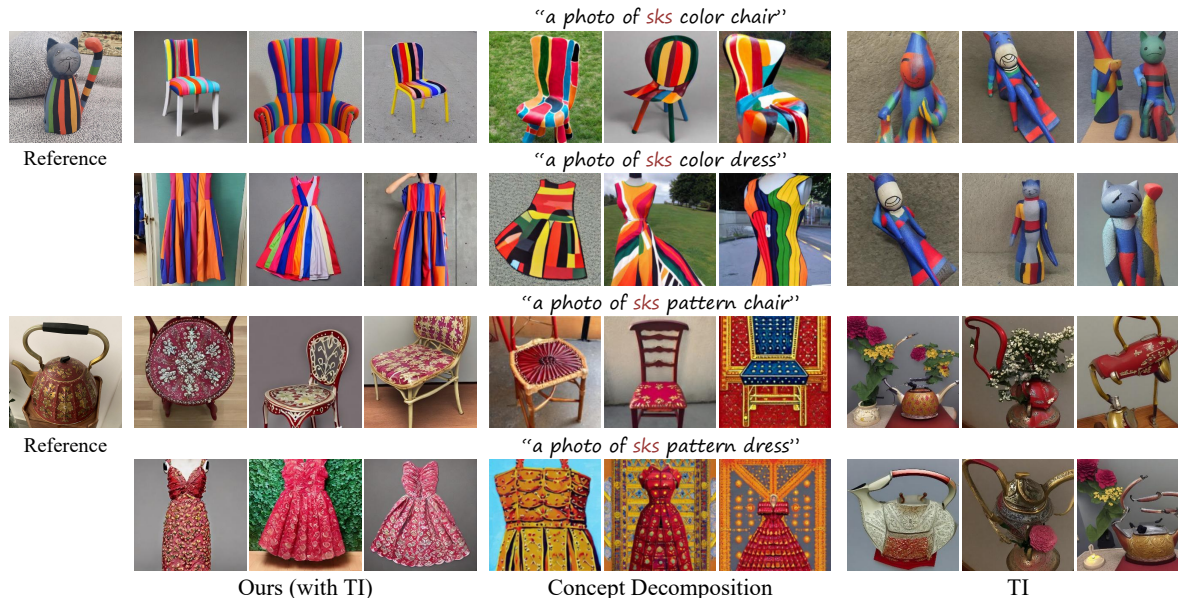 “a photo of sks color chair”
Reference
“a photo of sks color dress”
“a photo of sks pattern chair”
Reference
“a photo of sks pattern dress”
Ours (with TI)
Concept Decomposition
TI